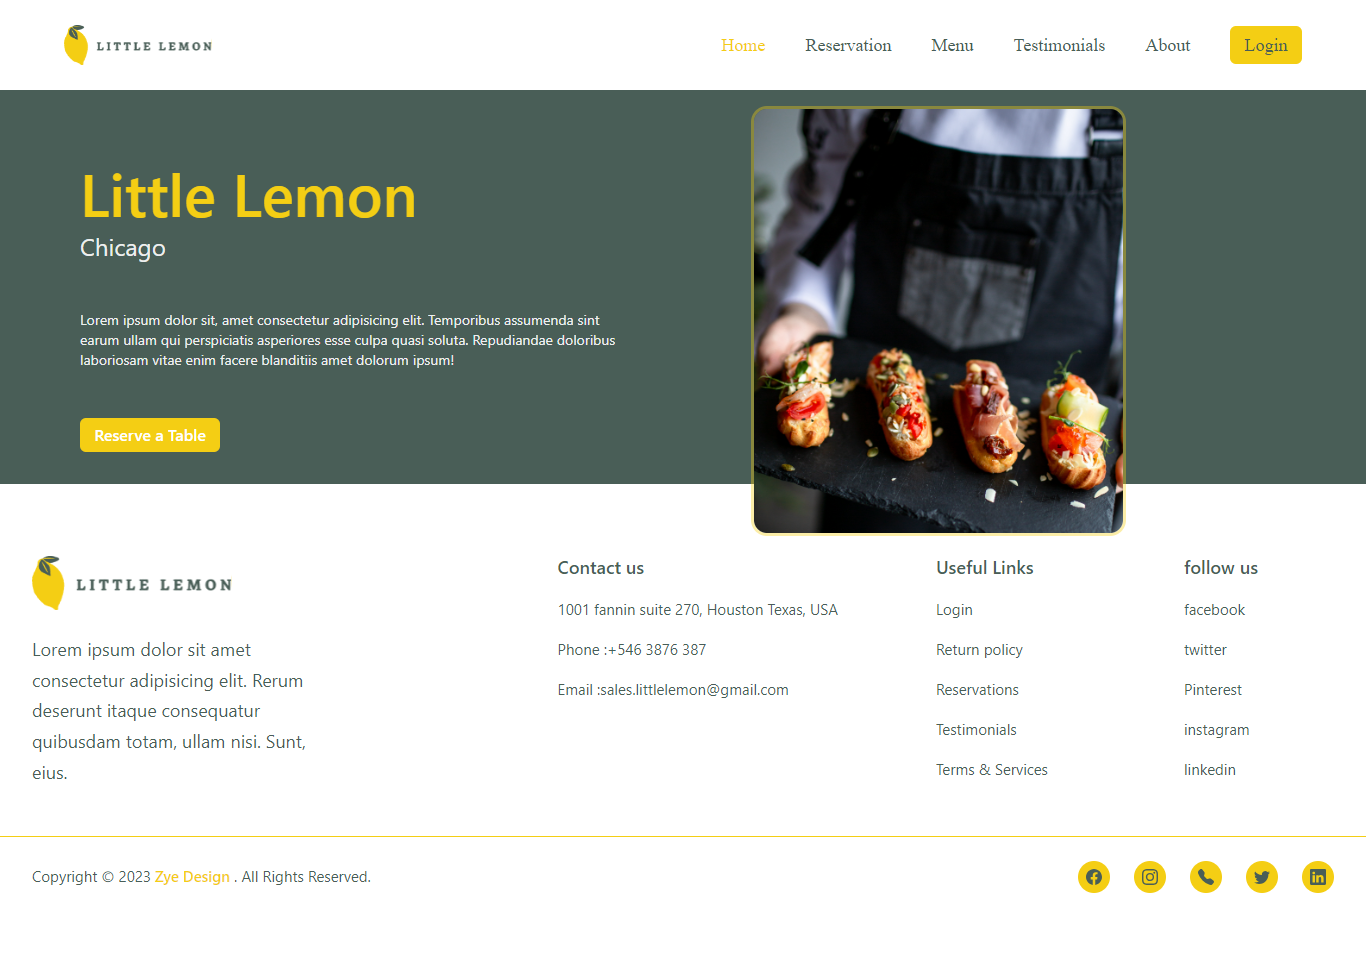 LITTLE LEMON
Home Reservation Menu Testimonials About Login
Little Lemon
Chicago
Lorem ipsum dolor sit, amet consectetur adipisicing elit. Temporibus assumenda sint
earum ullam qui perspiciatis asperiores esse culpa quasi soluta. Repudiandae doloribus
laboriosam vitae enim facere blanditiis amet dolorum ipsum!
Reserve a Table
LITTLE LEMON
Lorem ipsum dolor sit amet
consectetur adipisicing elit. Rerum
deserunt itaque consequatur
quibusdam totam, ullam nisi. Sunt,
eius.
Contact us
1001 fannin suite 270, Houston Texas, USA
Phone :+546 3876 387
Email :sales.littlelemon@gmail.com
Useful Links
Login
Return policy
Reservations
Testimonials
Terms & Services
follow us
facebook
twitter
Pinterest
instagram
linkedin
Copyright © 2023 Zye Design . All Rights Reserved.